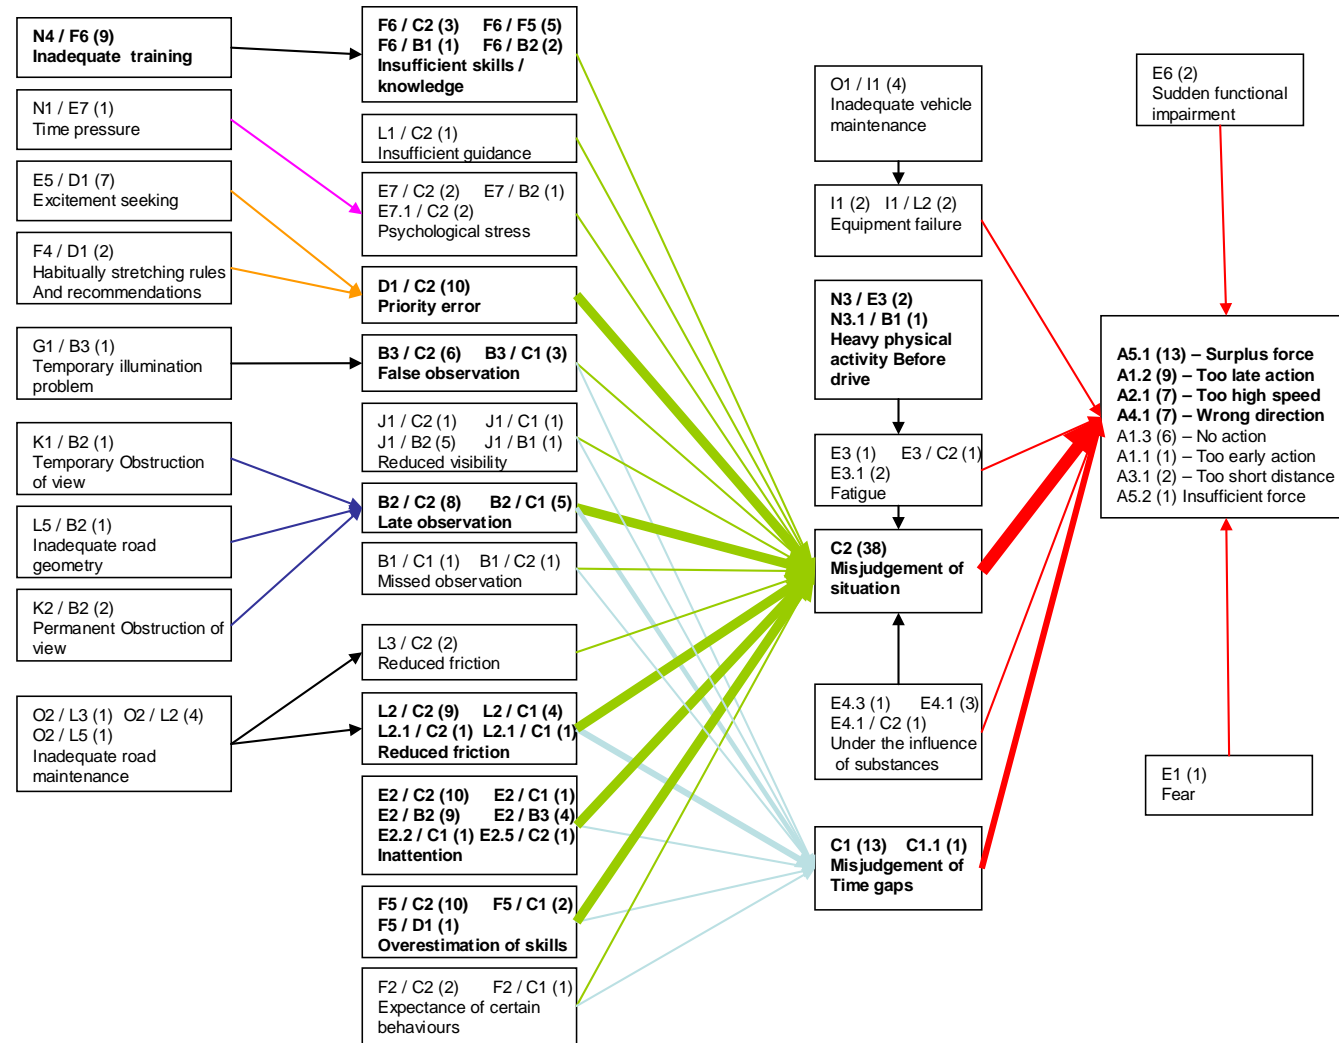 N4 / F6 (9)
Inadequate training
N1 / E7 (1)
Time pressure
E5 / D1 (7)
Excitement seeking
F4 / D1 (2)
Habitually stretching rules
And recommendations
G1 / B3 (1)
Temporary illumination
problem
K1 / B2 (1)
Temporary Obstruction
of view
L5 / B2 (1)
Inadequate road
geometry
K2 / B2 (2)
Permanent Obstruction of
view
O2 / L3 (1) O2 / L2 (4)
O2 / L5 (1)
Inadequate road
maintenance
F6 / C2 (3) F6 / F5 (5)
F6 / B1 (1) F6 / B2 (2)
Insufficient skills /
knowledge
L1 / C2 (1)
Insufficient guidance
E7 / C2 (2) E7 / B2 (1)
E7.1 / C2 (2)
Psychological stress
D1 / C2 (10)
Priority error
B3 / C2 (6) B3 / C1 (3)
False observation
J1 / C2 (1) J1 / C1 (1)
J1 / B2 (5) J1 / B1 (1)
Reduced visibility
B2 / C2 (8) B2 / C1 (5)
Late observation
B1 / C1 (1) B1 / C2 (1)
Missed observation
L3 / C2 (2)
Reduced friction
L2 / C2 (9) L2 / C1 (4)
L2.1 / C2 (1) L2.1 / C1 (1)
Reduced friction
E2 / C2 (10) E2 / C1 (1)
E2 / B2 (9) E2 / B3 (4)
E2.2 / C1 (1) E2.5 / C2 (1)
Inattention
F5 / C2 (10) F5 / C1 (2)
F5 / D1 (1)
Overestimation of skills
F2 / C2 (2) F2 / C1 (1)
Expectance of certain
behaviours
O1 / I1 (4)
Inadequate vehicle
maintenance
I1 (2) I1 / L2 (2)
Equipment failure
N3 / E3 (2)
N3.1 / B1 (1)
Heavy physical
activity Before
drive
E3 (1) E3 / C2 (1)
E3.1 (2)
Fatigue
C2 (38)
Misjudgement of
situation
E4.3 (1) E4.1 (3)
E4.1 / C2 (1)
Under the influence
of substances
C1 (13) C1.1 (1)
Misjudgement of
Time gaps
E6 (2)
Sudden functional
impairment
A5.1 (13) – Surplus force
A1.2 (9) – Too late action
A2.1 (7) – Too high speed
A4.1 (7) – Wrong direction
A1.3 (6) – No action
A1.1 (1) – Too early action
A3.1 (2) – Too short distance
A5.2 (1) Insufficient force
E1 (1)
Fear